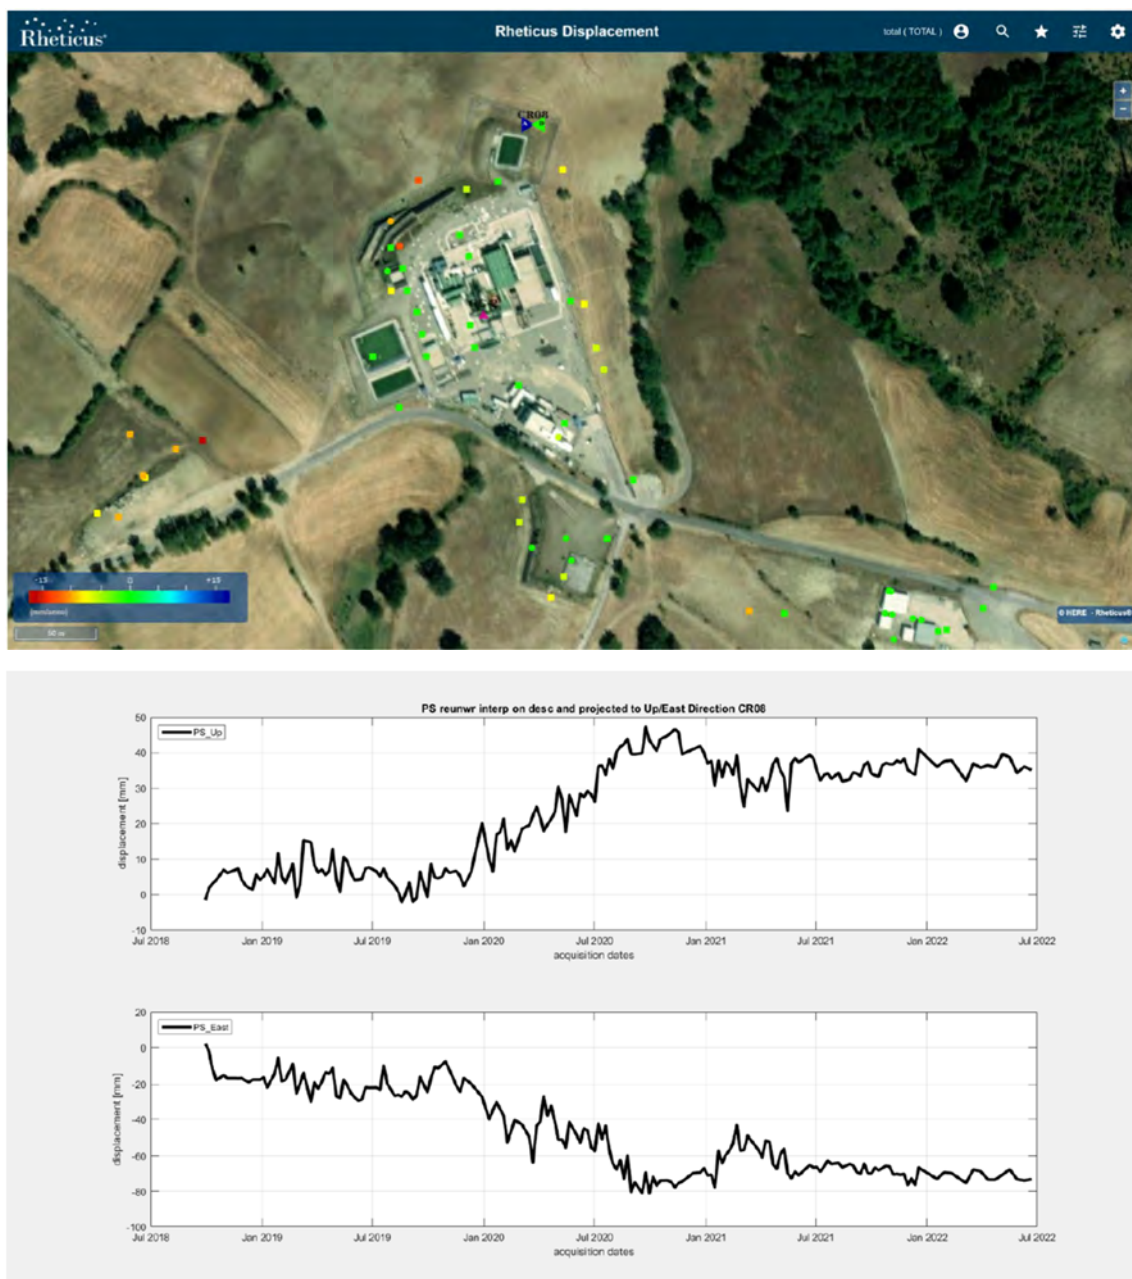 Rheticus®
Rheticus Displacement
total ( TOTAL )
CR08
+
−
-15 0 +15
50 m
© HERE - Rheticus®
PS reunwr interp on desc and projected to Up/East Direction CR08
PS_Up
displacement [mm]
50
40
30
20
10
0
-10
Jul 2018 Jan 2019 Jul 2019 Jan 2020 Jul 2020 Jan 2021 Jul 2021 Jan 2022 Jul 2022
acquisition dates
PS_East
displacement [mm]
20
0
-20
-40
-60
-80
-100
Jul 2018 Jan 2019 Jul 2019 Jan 2020 Jul 2020 Jan 2021 Jul 2021 Jan 2022 Jul 2022
acquisition dates